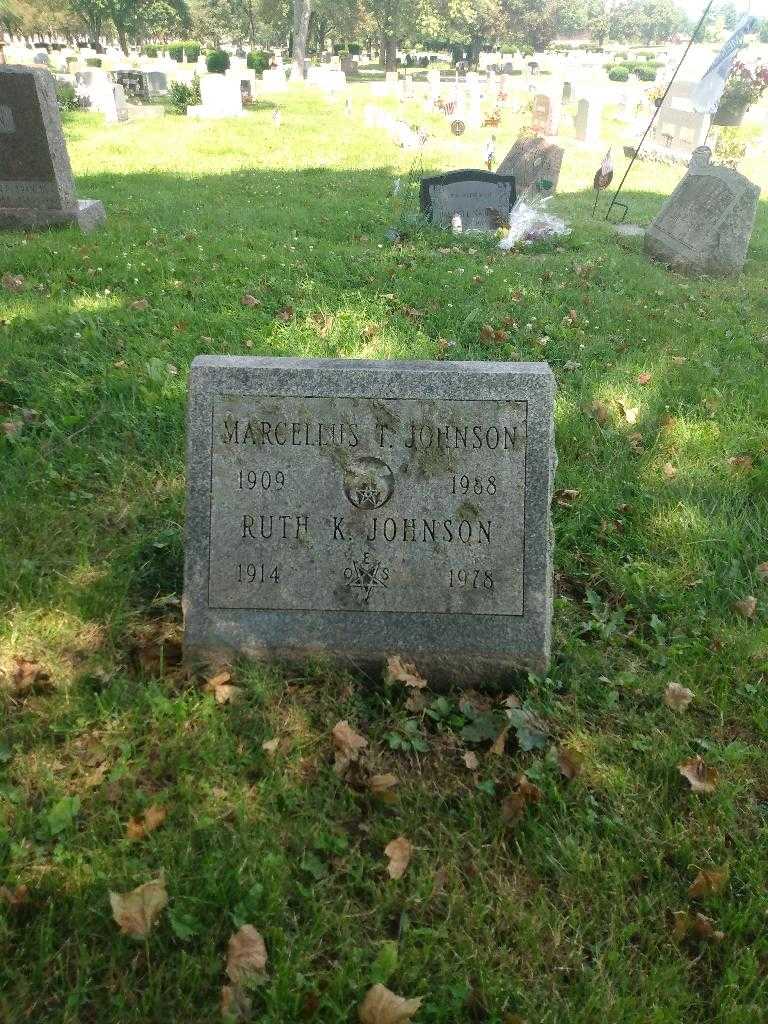 MARCELLUS T. JOHNSON
1909 1988
RUTH K. JOHNSON
1914 1978
E
O S